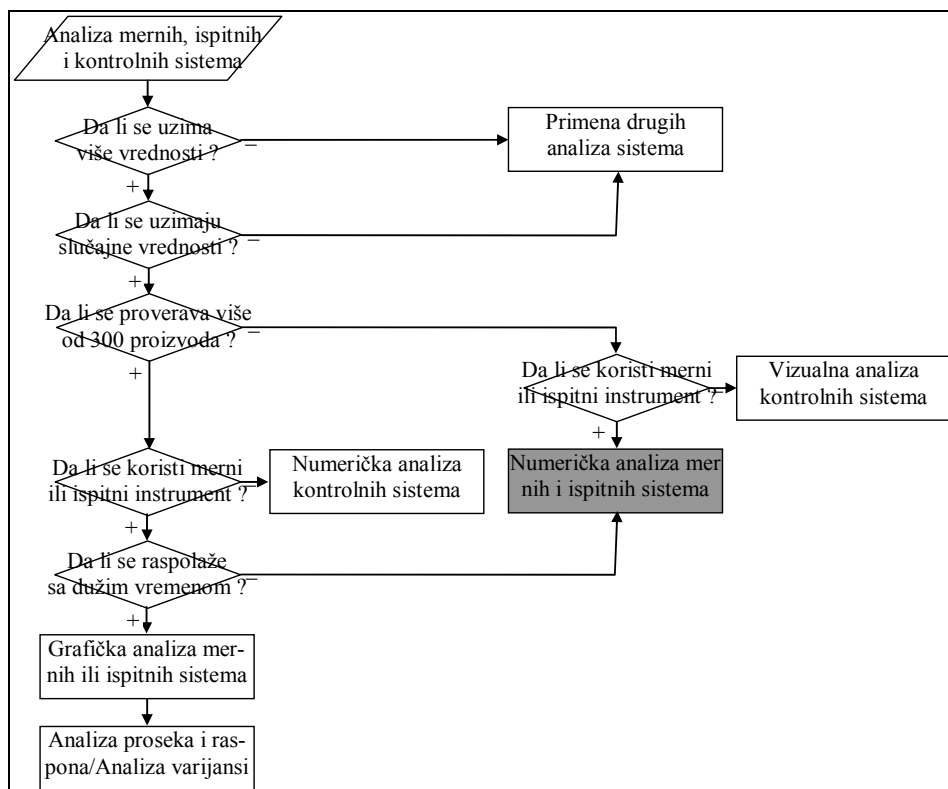 Analiza mernih, ispitnih
i kontrolnih sistema
Da li se uzima
više vrednosti ?
–
+
Primena drugih
analiza sistema
Da li se uzimaju
slučajne vrednosti ?
–
+
Da li se proverava više
od 300 proizvoda ?
–
+
Da li se koristi merni
ili ispitni instrument ?
–
+
Vizualna analiza
kontrolnih sistema
Da li se koristi merni
ili ispitni instrument ?
–
+
Numerička analiza
kontrolnih sistema
Numerička analiza mer
nih i ispitnih sistema
Da li se raspolaže
sa dužim vremenom ?
–
+
Grafička analiza mer-
nih ili ispitnih sistema
Analiza proseka i ras-
pona/Analiza varijansi